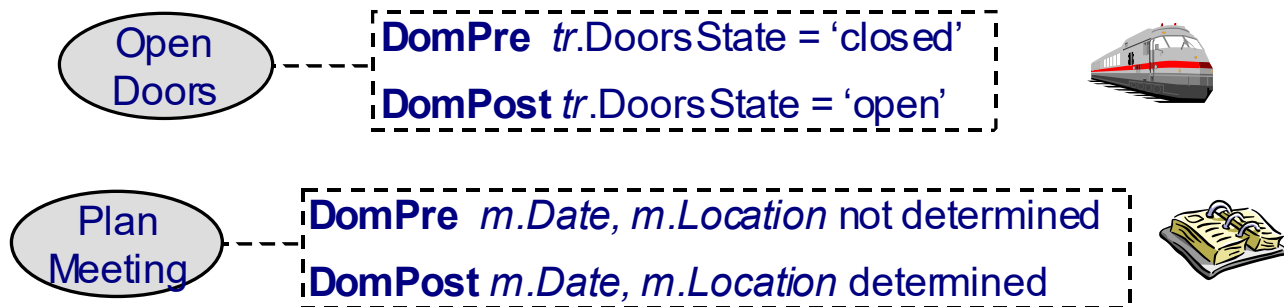 Open
Doors
DomPre tr.DoorsState = ‘closed’
DomPost tr.DoorsState = ‘open’
Plan
Meeting
DomPre m.Date, m.Location not determined
DomPost m.Date, m.Location determined